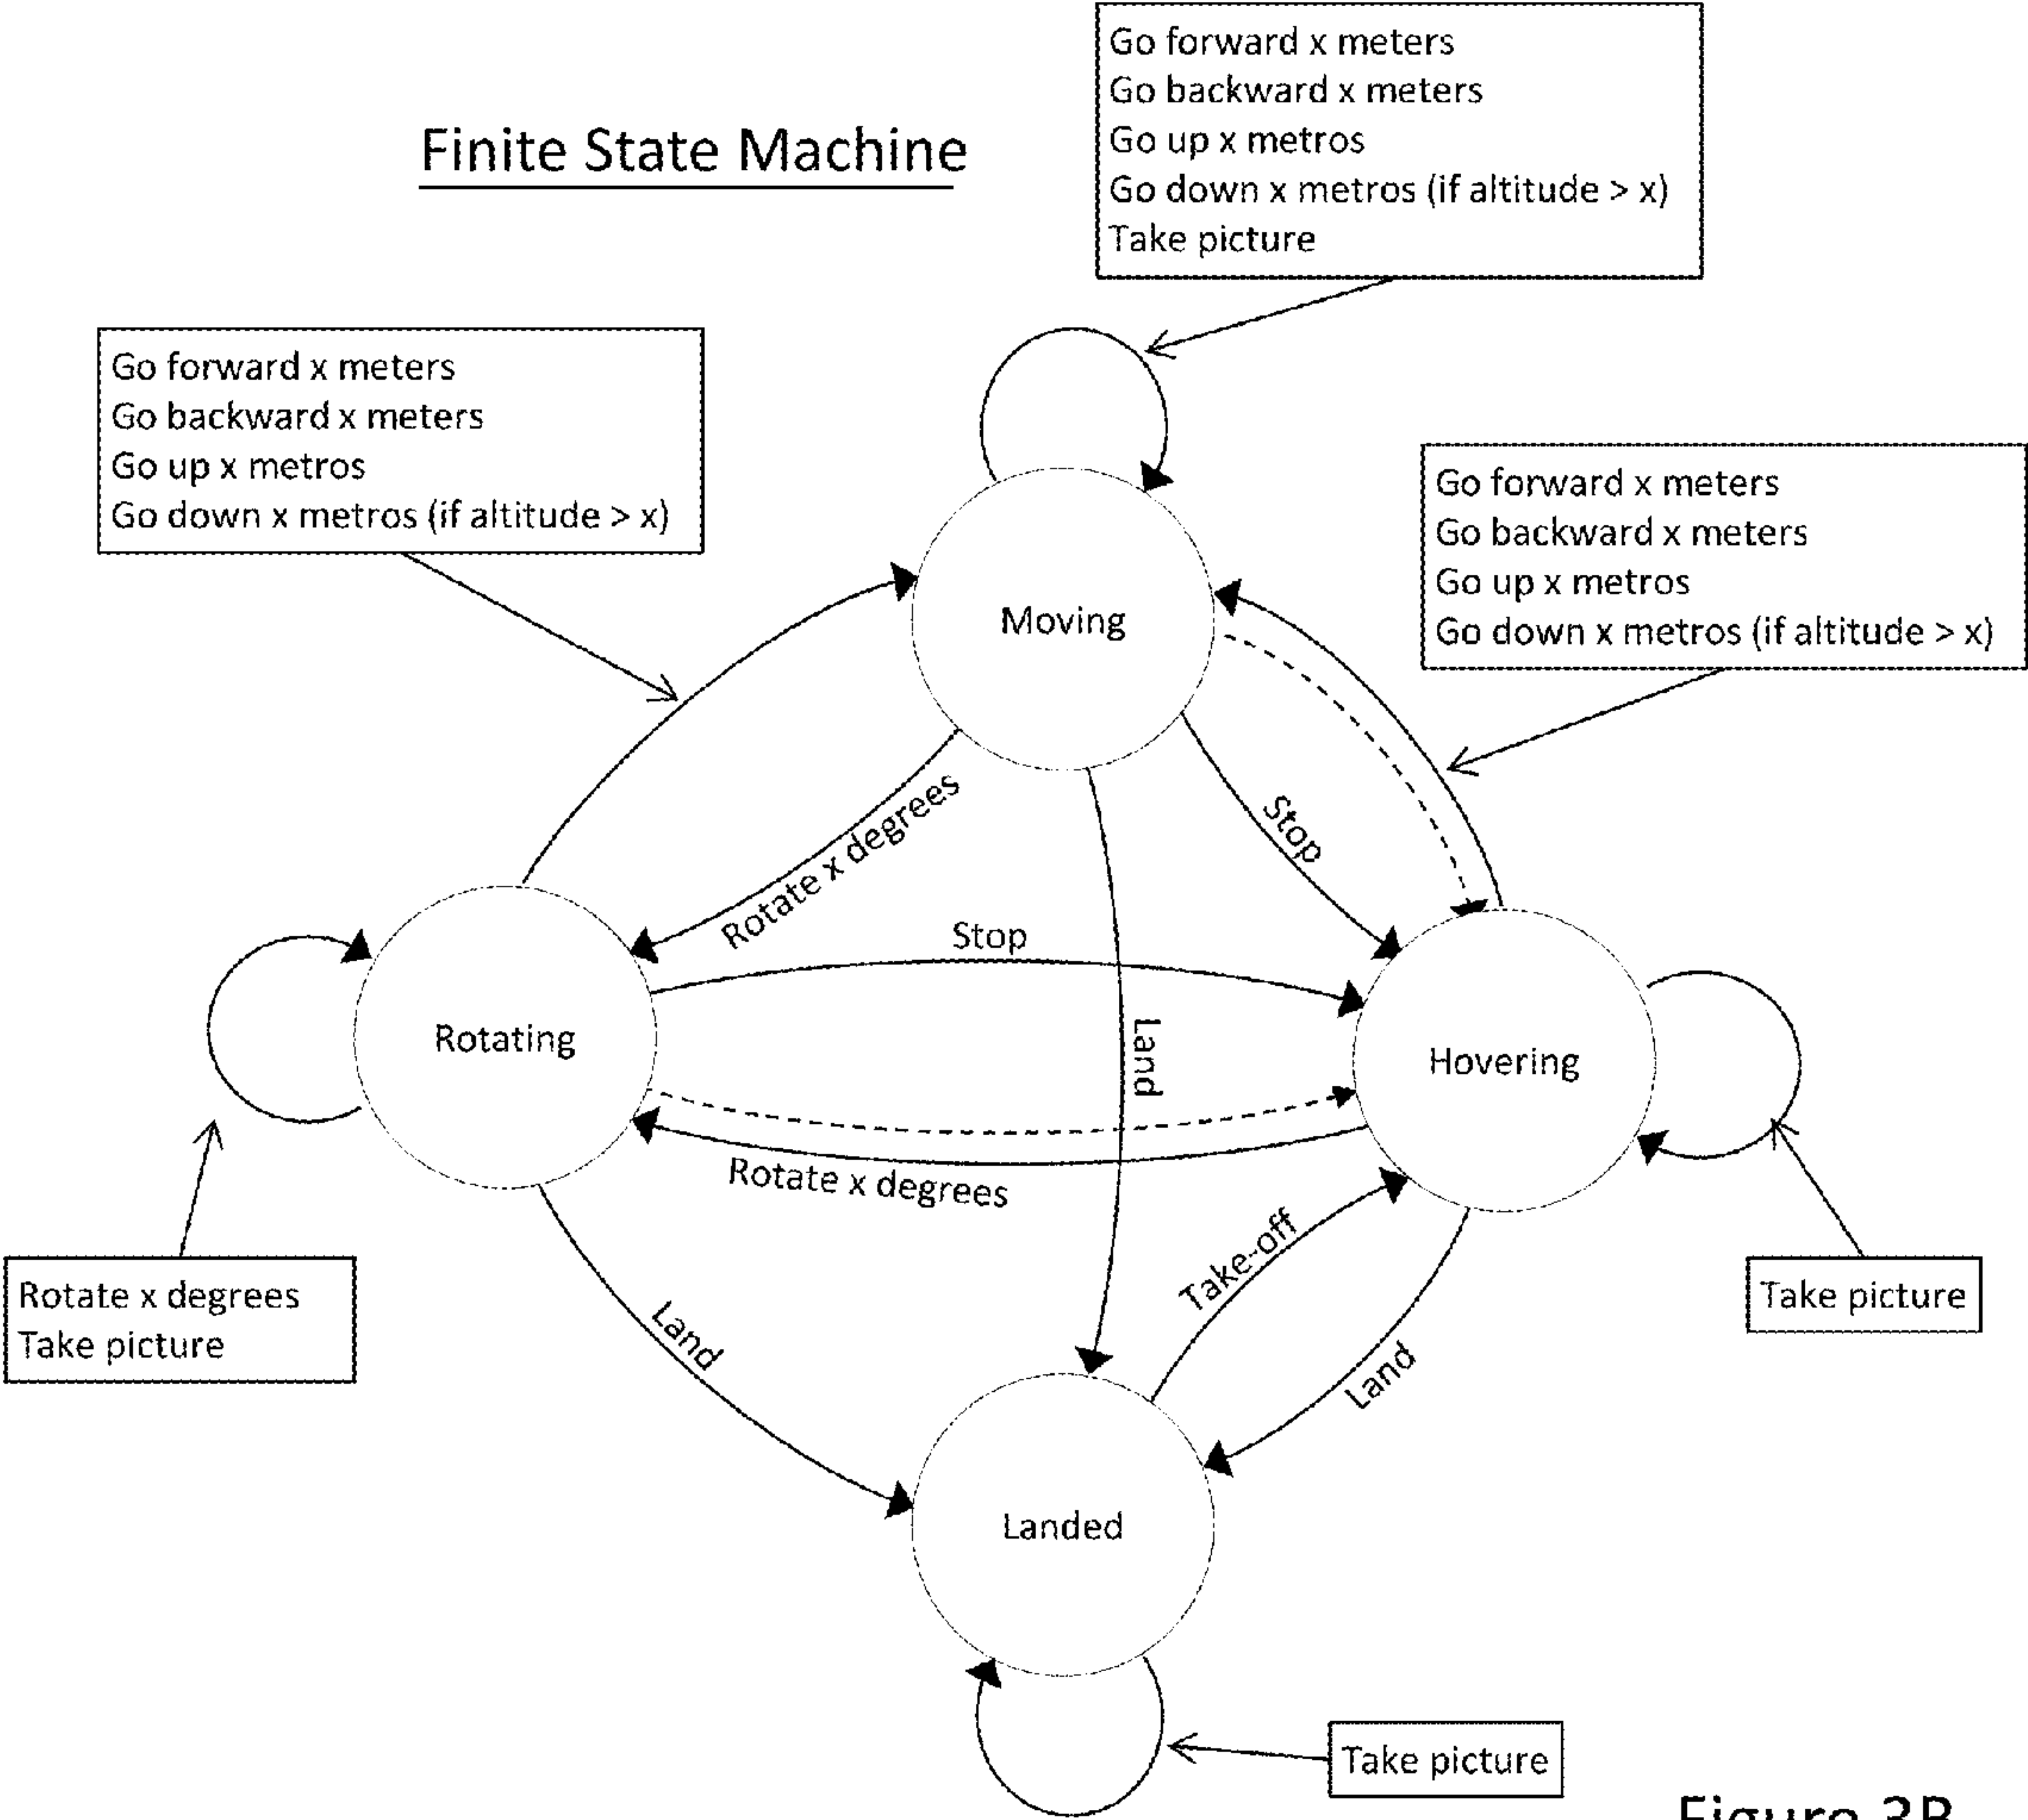 Go forward x meters
Go backward x meters
Go up x metros
Go down x metros (if altitude > x)
Take picture
Finite State Machine
Go forward x meters
Go backward x meters
Go up x metros
Go down x metros (if altitude > x)
Go forward x meters
Go backward x meters
Go up x metros
Go down x metros (if altitude > x)
Moving
Rotate x degrees
Stop
Stop
Land
Rotating
Hovering
Rotate x degrees
Take-off
Land
Land
Rotate x degrees
Take picture
Take picture
Landed
Take picture
Figure 3B